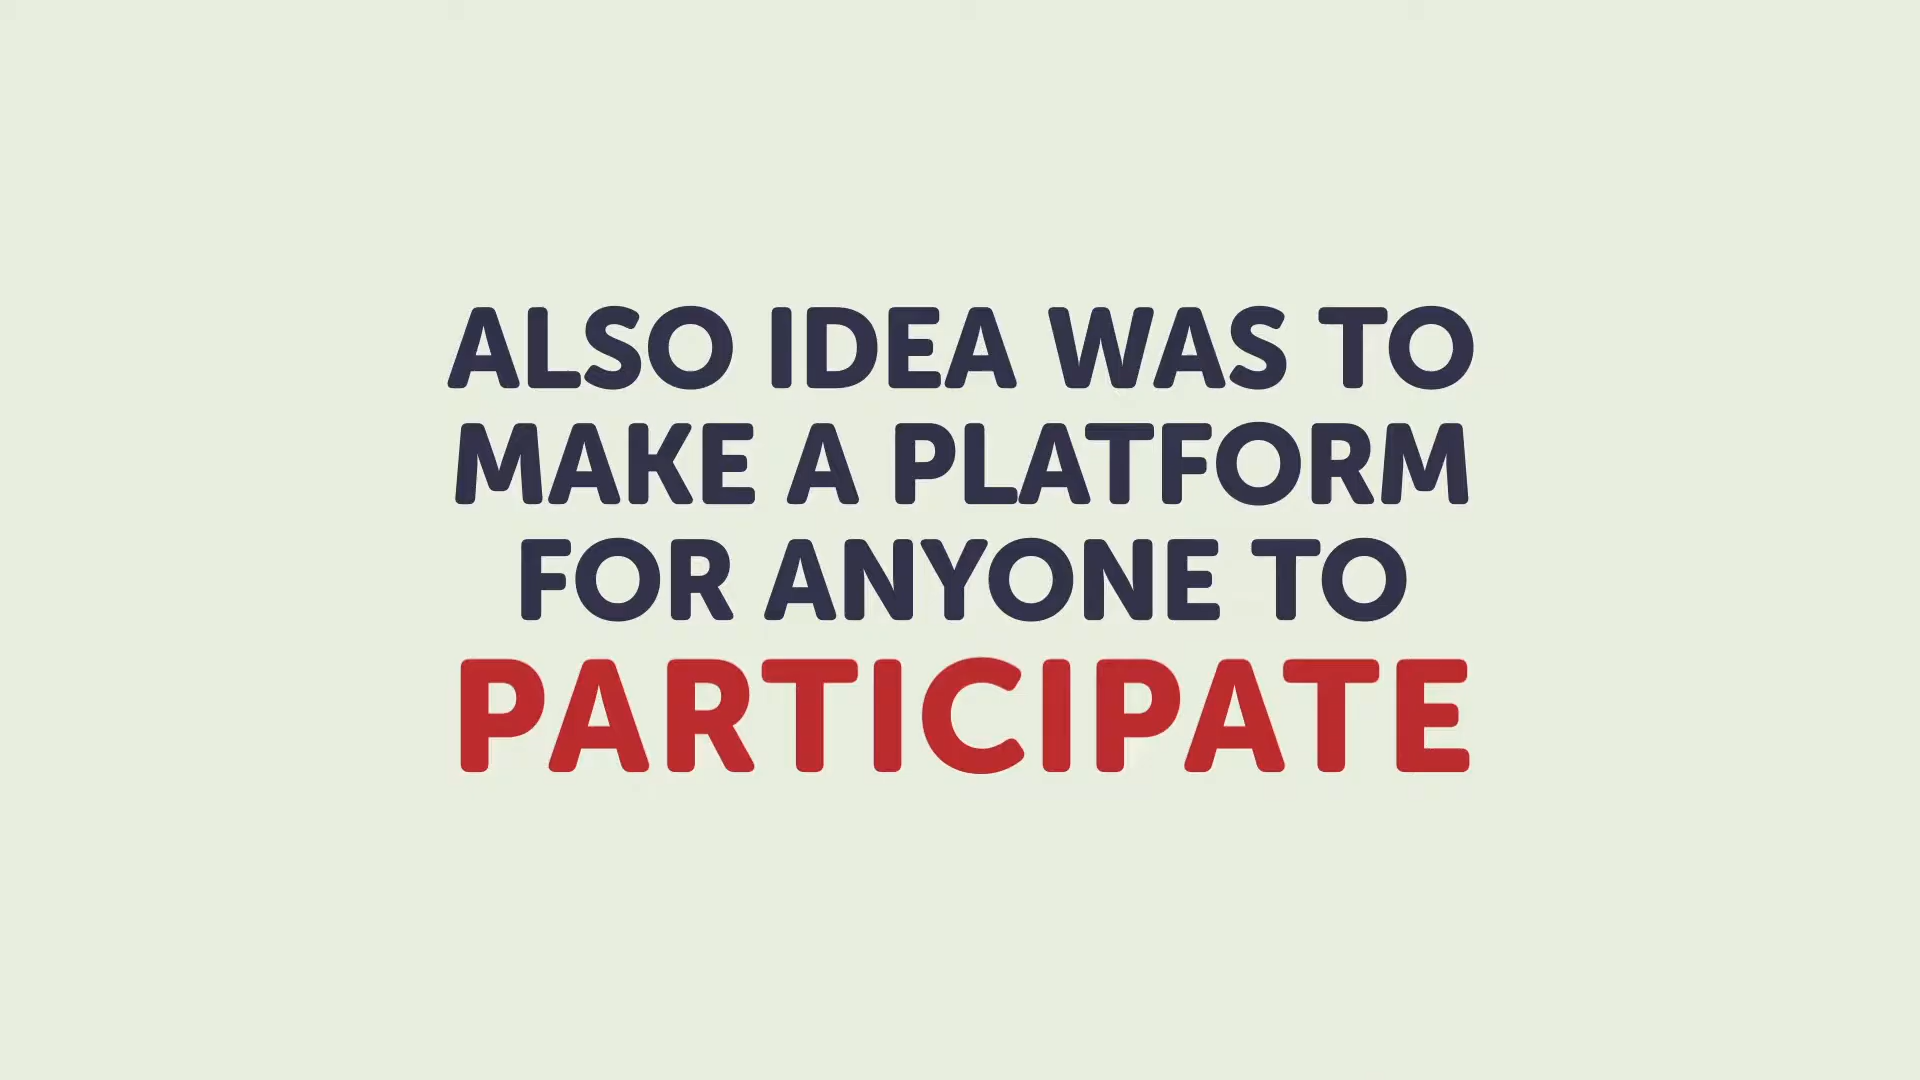 ALSO IDEA WAS TO
MAKE A PLATFORM
FOR ANYONE TO
PARTICIPATE